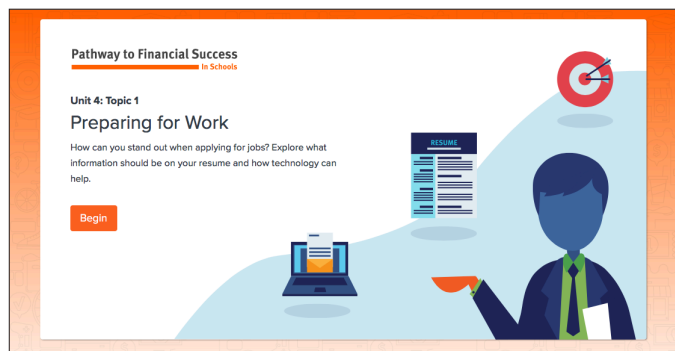 Pathway to Financial Success
In Schools
Unit 4: Topic 1
Preparing for Work
How can you stand out when applying for jobs? Explore what
information should be on your resume and how technology can
help.
Begin
RESUME